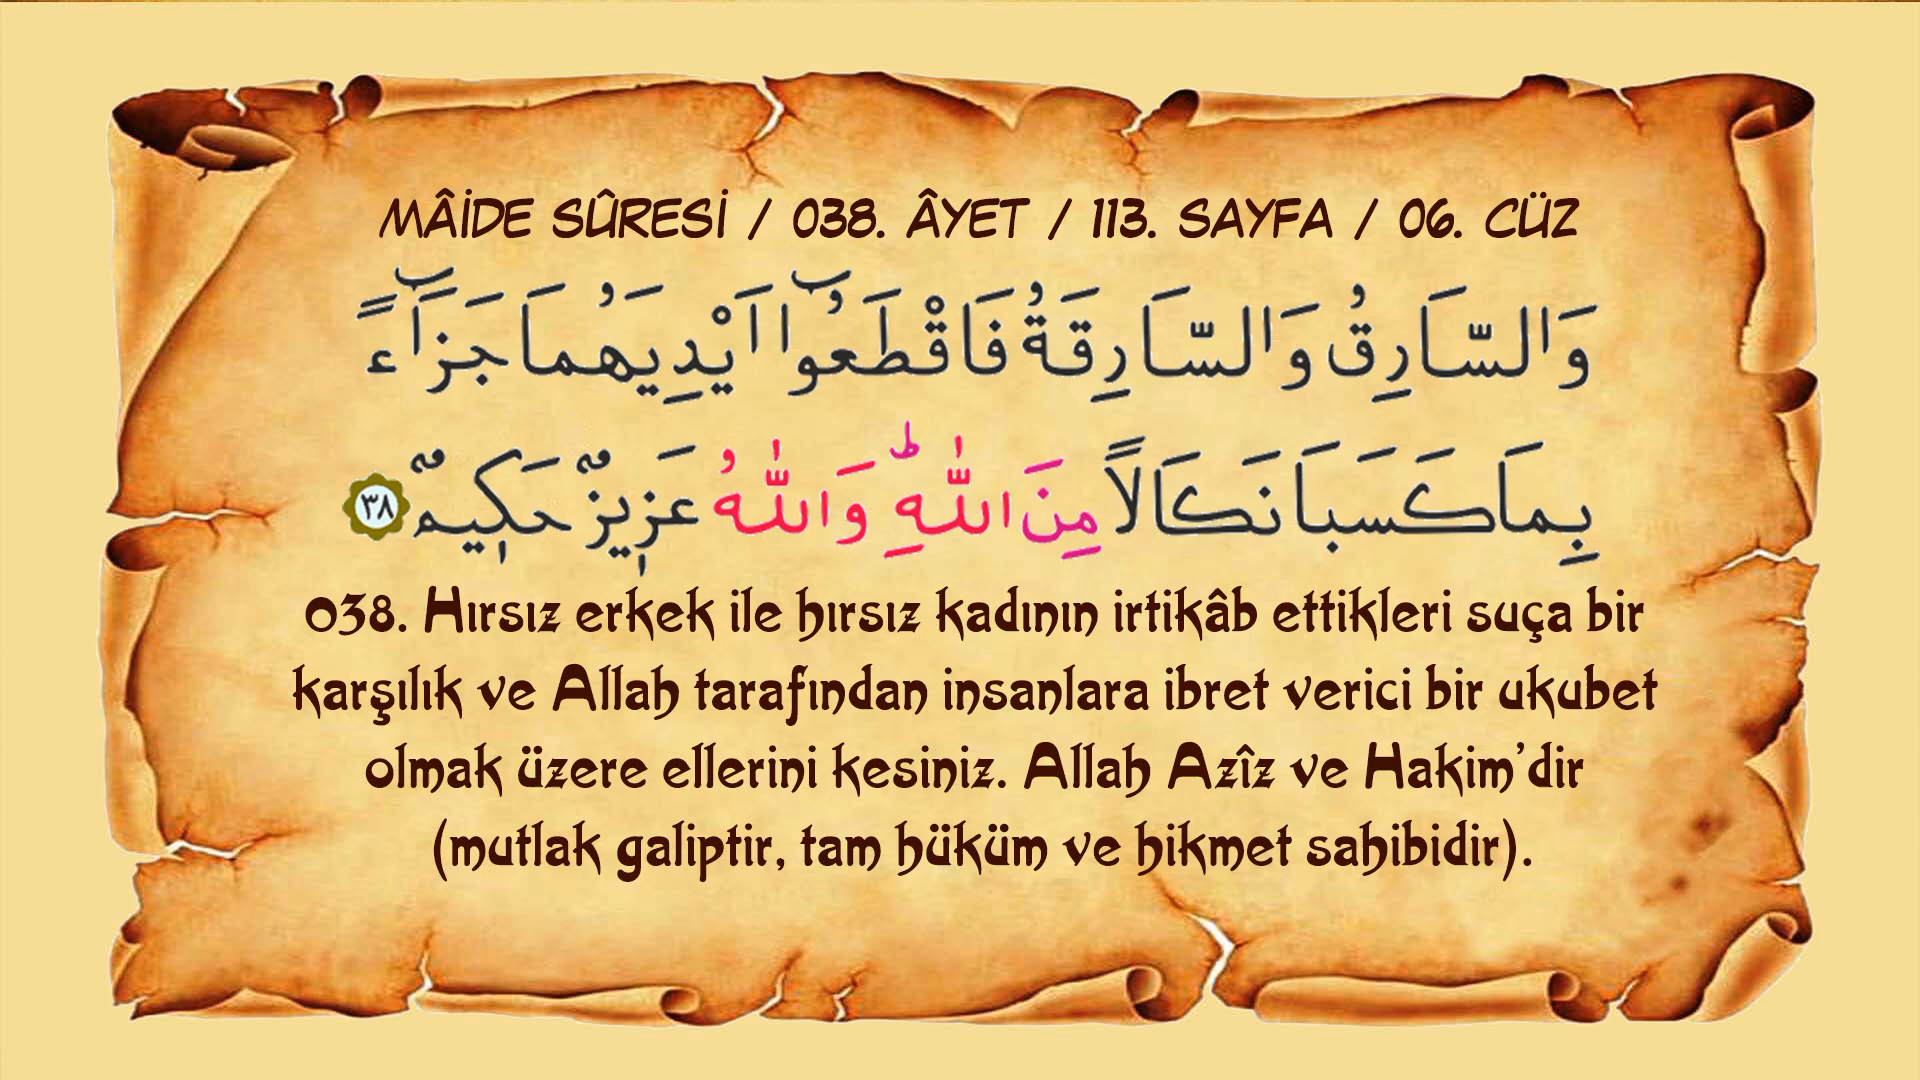 MÂİDE SÛRESİ / 038. ÂYET / 113. SAYFA / 06. CÜZ
وَالسَّارِقُ وَالسَّارِقَةُ فَاقْطَعُٓوا اَيْدِيَهُمَا جَزَٓاءً
بِمَا كَسَبَا نَكَالًا مِنَ اللّٰهِۜ وَاللّٰهُ عَز۪يزٌ حَك۪يمٌ ٣٨
038. Hırsız erkek ile hırsız kadının irtikâb ettikleri suça bir
karşılık ve Allah tarafından insanlara ibret verici bir ukubet
olmak üzere ellerini kesiniz. Allah Azîz ve Hakim’dir
(mutlak galiptir, tam hüküm ve hikmet sahibidir).